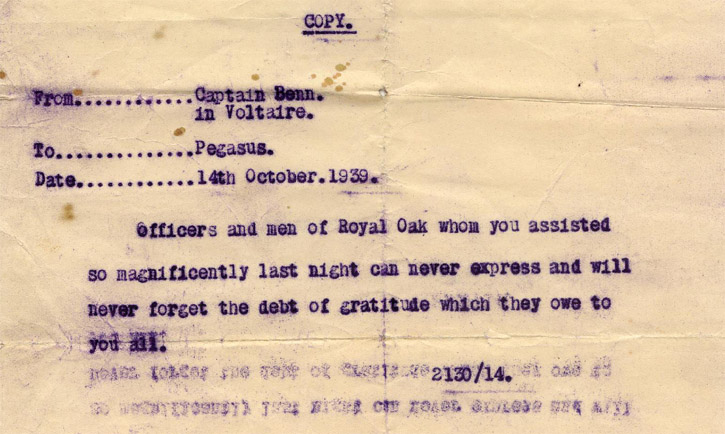 COPY.
From.............Captain Benn.
in Voltaire.
To...............Pegasus.
Date.............14th October.1939.
Officers and men of Royal Oak whom you assisted
so magnificently last night can never express and will
never forget the debt of gratitude which they owe to
you all.
2130/14.